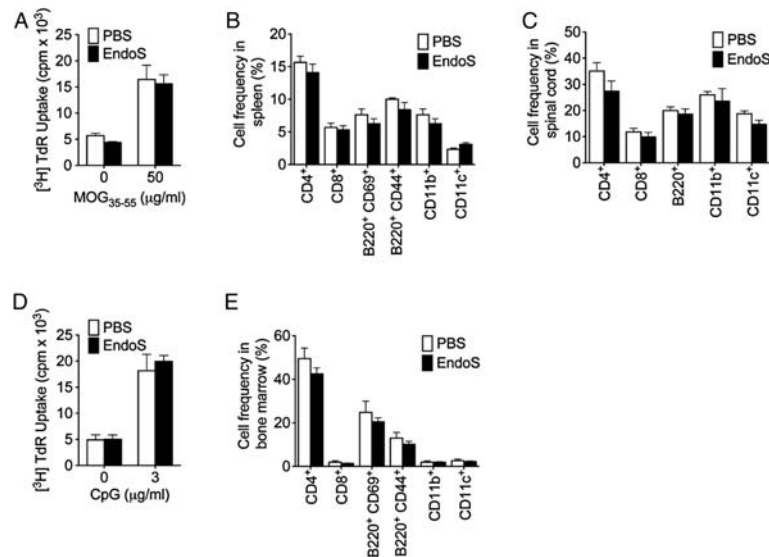 A
[³H] TdR Uptake (cpm x 10³)
25
20
15
10
5
0
PBS
EndoS
0
50
MOG₃₅₋₅₅ (μg/ml)
B
Cell frequency in
spleen (%)
20
15
10
5
0
PBS
EndoS
CD4⁺
CD8⁺
B220⁺ CD69⁺
B220⁺ CD44⁺
CD11b⁺
CD11c⁺
C
Cell frequency in
spinal cord (%)
50
40
30
20
10
0
PBS
EndoS
CD4⁺
CD8⁺
B220⁺
CD11b⁺
CD11c⁺
D
[³H] TdR Uptake (cpm x 10³)
25
20
15
10
5
0
PBS
EndoS
0
3
CpG (μg/ml)
E
Cell frequency in
bone marrow (%)
60
40
20
0
PBS
EndoS
CD4⁺
CD8⁺
B220⁺ CD69⁺
B220⁺ CD44⁺
CD11b⁺
CD11c⁺